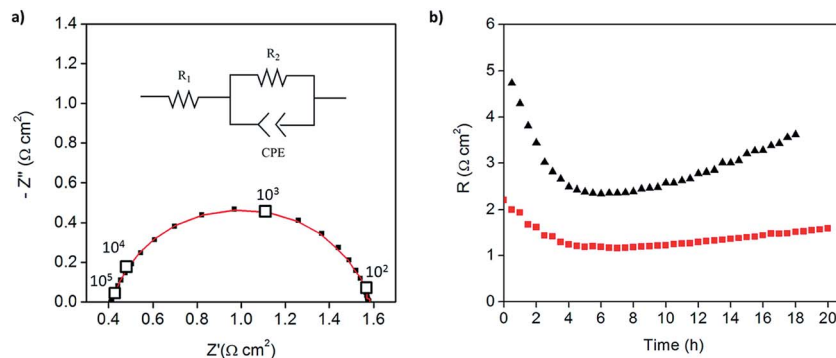 a)
b)
- Z'' (Ω cm²)
1.4
1.2
1.0
0.8
0.6
0.4
0.2
0.0
R₁
R₂
CPE
10⁵
10⁴
10³
10²
0.4 0.6 0.8 1.0 1.2 1.4 1.6
Z'(Ω cm²)
R (Ω cm²)
6
5
4
3
2
1
0
0 2 4 6 8 10 12 14 16 18 20
Time (h)